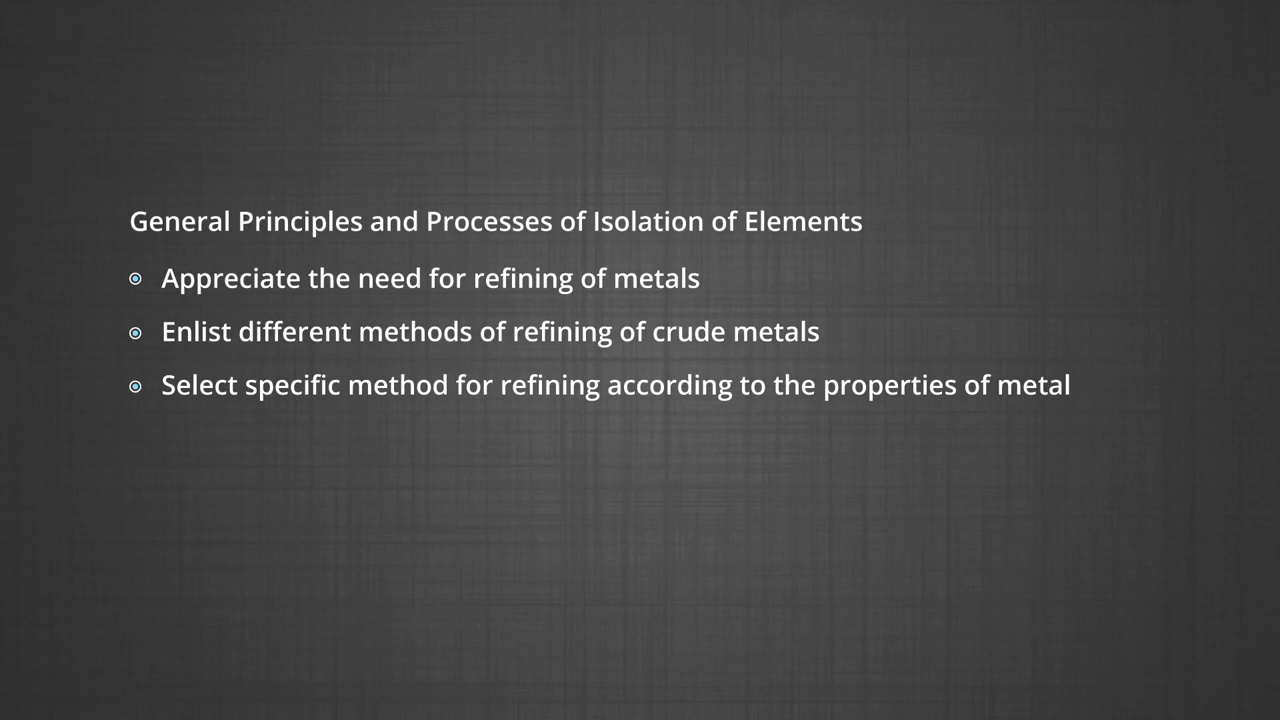 General Principles and Processes of Isolation of Elements
Appreciate the need for refining of metals
Enlist different methods of refining of crude metals
Select specific method for refining according to the properties of metal